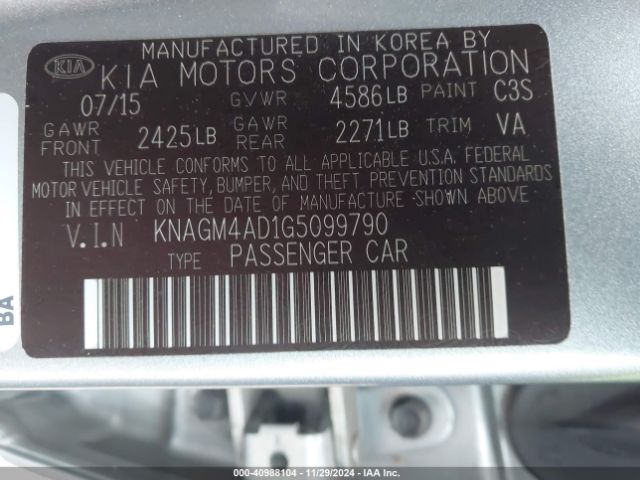 MANUFACTURED IN KOREA BY
KIA KIA MOTORS CORPORATION
07/15 GVWR 4586LB PAINT C3S
GAWR FRONT 2425LB GAWR REAR 2271LB TRIM VA
THIS VEHICLE CONFORMS TO ALL APPLICABLE U.S.A. FEDERAL
MOTOR VEHICLE SAFETY, BUMPER, AND THEFT PREVENTION STANDARDS
IN EFFECT ON THE DATE OF MANUFACTURE SHOWN ABOVE
V.I.N KNAGM4AD1G5099790
TYPE PASSENGER CAR
BA
000-40988104 - 11/29/2024 - IAA Inc.